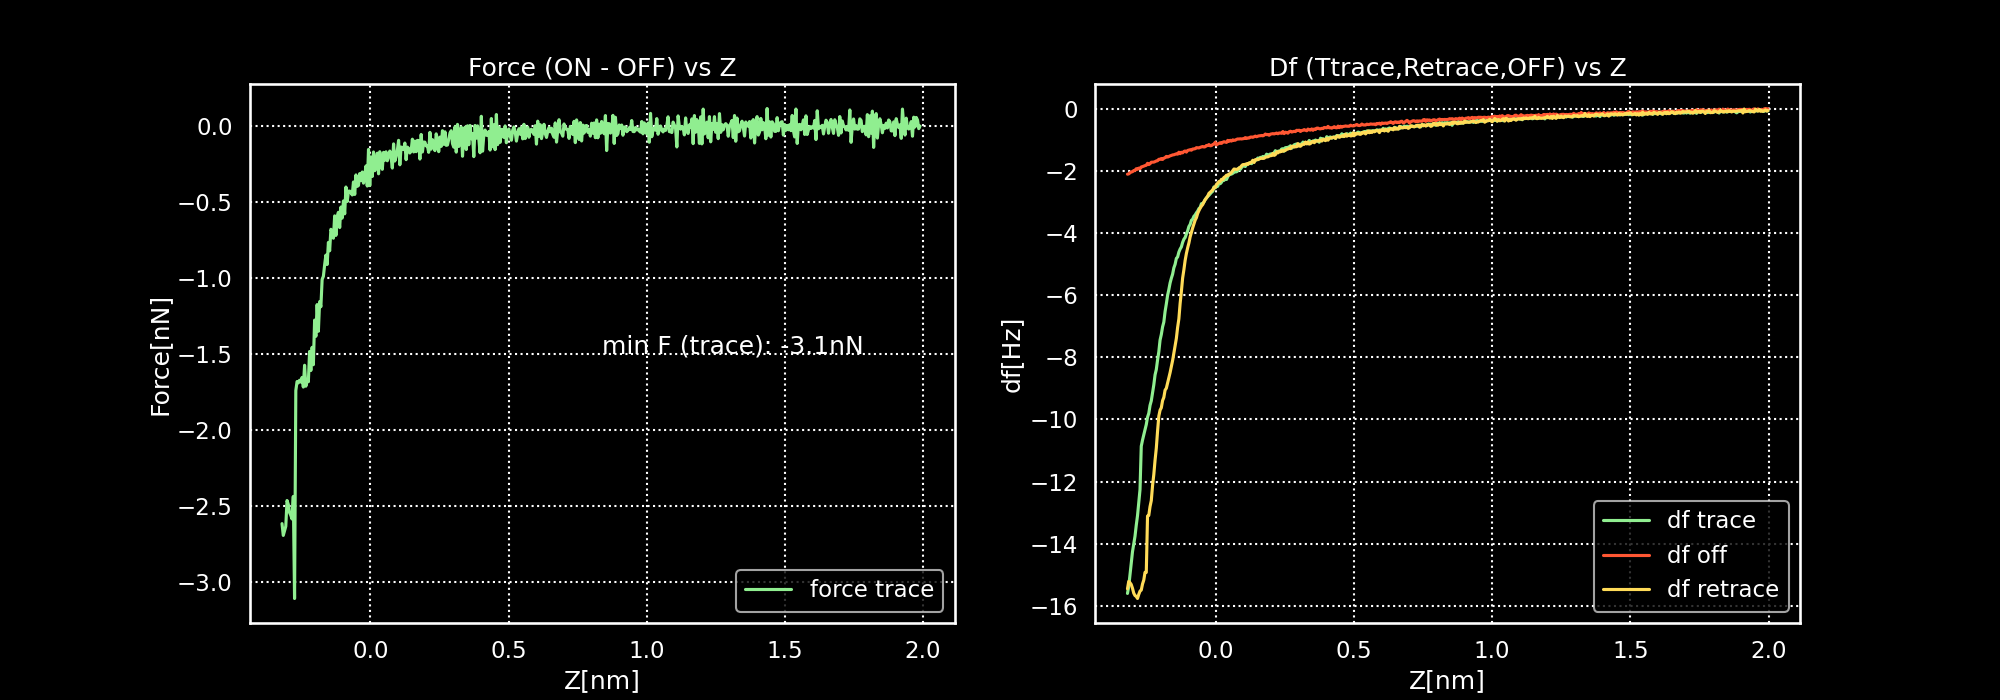 Force (ON - OFF) vs Z
0.0
−0.5
−1.0
−1.5
−2.0
−2.5
−3.0
Force[nN]
min F (trace): -3.1nN
force trace
0.0 0.5 1.0 1.5 2.0
Z[nm]
Df (Ttrace,Retrace,OFF) vs Z
0
−2
−4
−6
−8
−10
−12
−14
−16
df[Hz]
df trace
df off
df retrace
0.0 0.5 1.0 1.5 2.0
Z[nm]